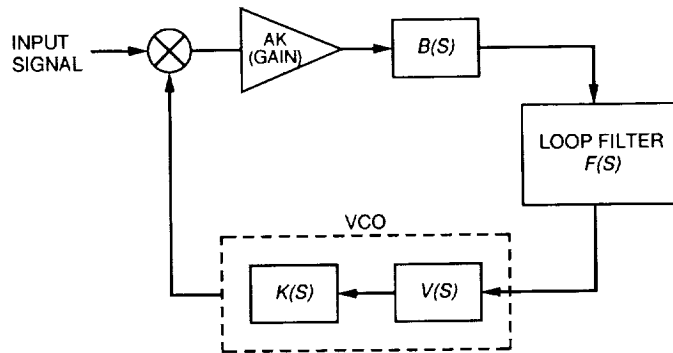 INPUT
SIGNAL
AK
(GAIN)
B(S)
LOOP FILTER
F(S)
VCO
K(S)
V(S)